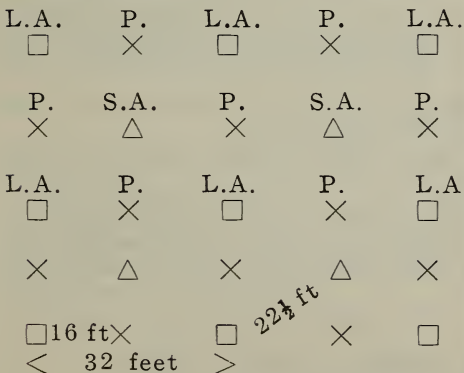 L.A. P. L.A. P. L.A.
P. S.A. P. S.A. P.
L.A. P. L.A. P. L.A
22½ ft
16 ft
< 32 feet >